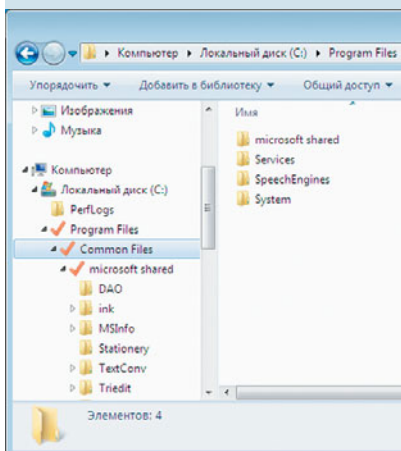 Компьютер Локальный диск (C:) Program Files
Упорядочить Добавить в библиотеку Общий доступ
Изображения
Музыка
Компьютер
Локальный диск (C:)
PerfLogs
Program Files
Common Files
microsoft shared
DAO
ink
MSInfo
Stationery
TextConv
Triedit
Имя
microsoft shared
Services
SpeechEngines
System
Элементов: 4